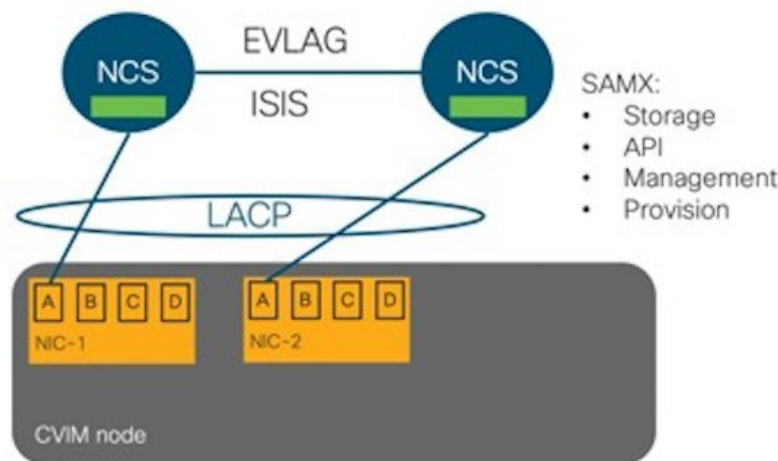 EVLAG
NCS
NCS
ISIS
SAMX:
• Storage
• API
• Management
• Provision
LACP
A B C D
NIC-1
A B C D
NIC-2
CVIM node